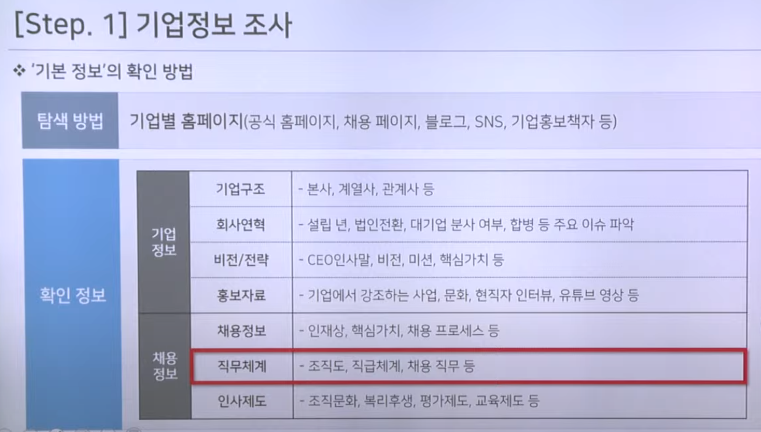 [Step. 1] 기업정보 조사
❖ '기본 정보'의 확인 방법
탐색 방법
기업별 홈페이지(공식 홈페이지, 채용 페이지, 블로그, SNS, 기업홍보책자 등)
확인 정보
기업
정보
기업구조 - 본사, 계열사, 관계사 등
회사연혁 - 설립 년, 법인전환, 대기업 분사 여부, 합병 등 주요 이슈 파악
비전/전략 - CEO인사말, 비전, 미션, 핵심가치 등
홍보자료 - 기업에서 강조하는 사업, 문화, 현직자 인터뷰, 유튜브 영상 등
채용
정보
채용정보 - 인재상, 핵심가치, 채용 프로세스 등
직무체계 - 조직도, 직급체계, 채용 직무 등
인사제도 - 조직문화, 복리후생, 평가제도, 교육제도 등